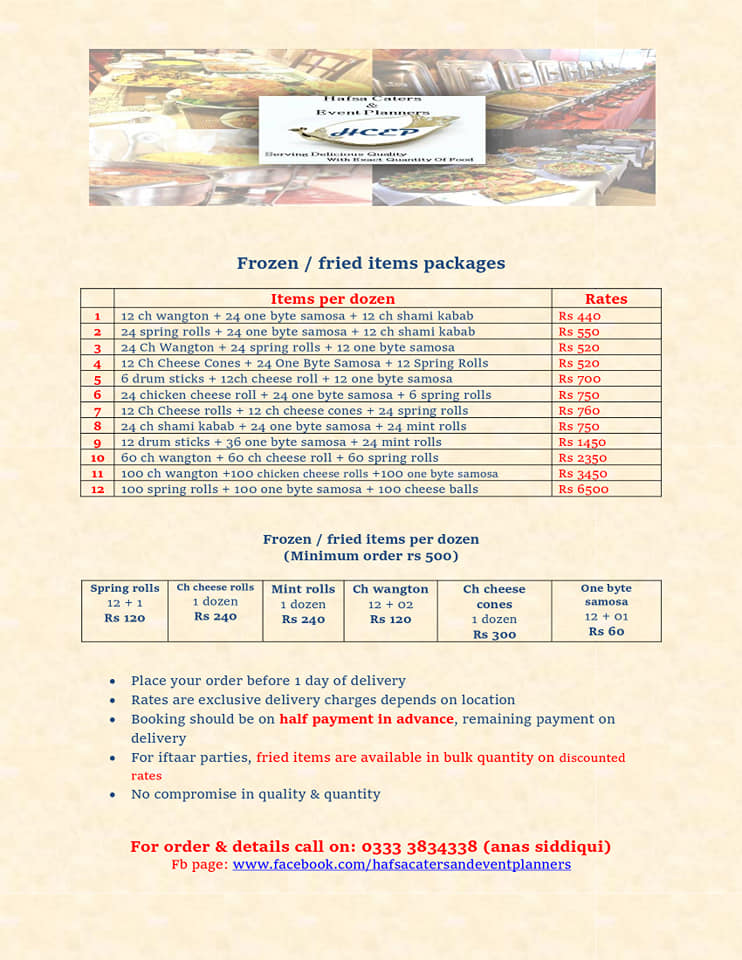 Hafsa Caters
&
Event Planners
HCEP
Serving Delicious Quality
With Exact Quantity Of Food
Frozen / fried items packages
Items per dozen Rates
1 12 ch wangton + 24 one byte samosa + 12 ch shami kabab Rs 440
2 24 spring rolls + 24 one byte samosa + 12 ch shami kabab Rs 550
3 24 Ch Wangton + 24 spring rolls + 12 one byte samosa Rs 520
4 12 Ch Cheese Cones + 24 One Byte Samosa + 12 Spring Rolls Rs 520
5 6 drum sticks + 12ch cheese roll + 12 one byte samosa Rs 700
6 24 chicken cheese roll + 24 one byte samosa + 6 spring rolls Rs 750
7 12 Ch Cheese rolls + 12 ch cheese cones + 24 spring rolls Rs 760
8 24 ch shami kabab + 24 one byte samosa + 24 mint rolls Rs 750
9 12 drum sticks + 36 one byte samosa + 24 mint rolls Rs 1450
10 60 ch wangton + 60 ch cheese roll + 60 spring rolls Rs 2350
11 100 ch wangton +100 chicken cheese rolls +100 one byte samosa Rs 3450
12 100 spring rolls + 100 one byte samosa + 100 cheese balls Rs 6500
Frozen / fried items per dozen
(Minimum order rs 500)
Spring rolls
12 + 1
Rs 120
Ch cheese rolls
1 dozen
Rs 240
Mint rolls
1 dozen
Rs 240
Ch wangton
12 + 02
Rs 120
Ch cheese
cones
1 dozen
Rs 300
One byte
samosa
12 + 01
Rs 60
• Place your order before 1 day of delivery
• Rates are exclusive delivery charges depends on location
• Booking should be on half payment in advance, remaining payment on
delivery
• For iftaar parties, fried items are available in bulk quantity on discounted
rates
• No compromise in quality & quantity
For order & details call on: 0333 3834338 (anas siddiqui)
Fb page: www.facebook.com/hafsacatersandeventplanners